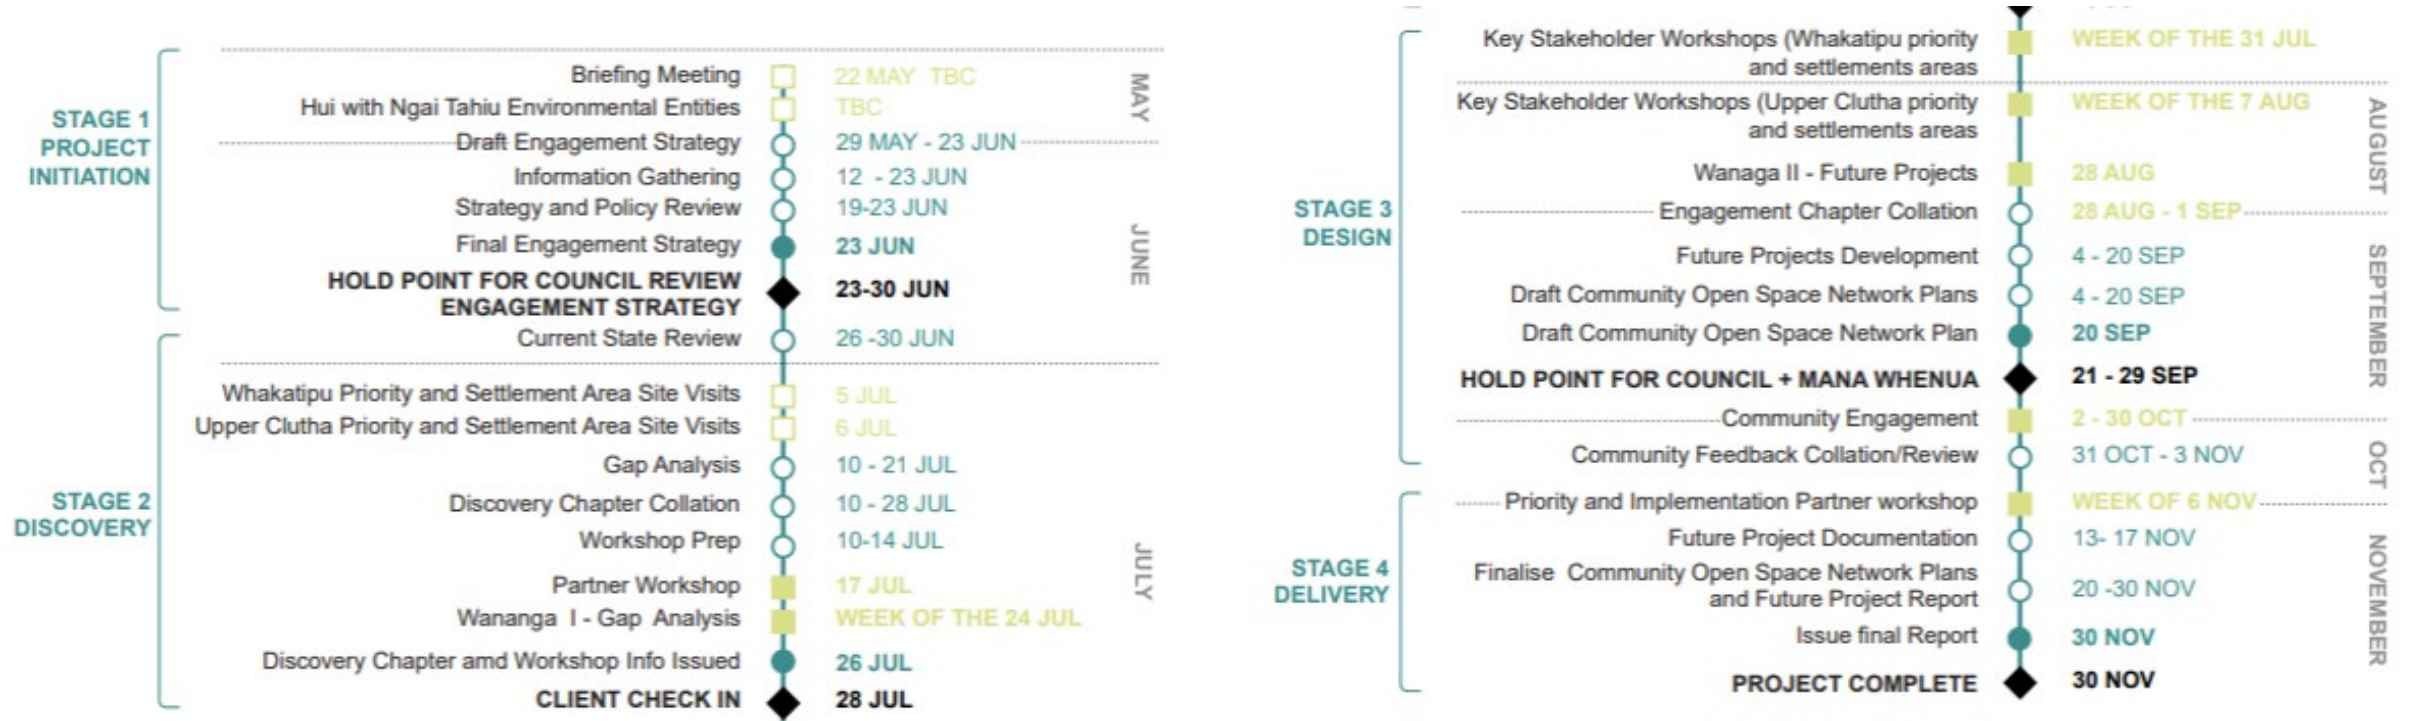 STAGE 1
PROJECT
INITIATION
Briefing Meeting 22 MAY TBC
Hui with Ngai Tahiu Environmental Entities TBC
MAY
Draft Engagement Strategy 29 MAY - 23 JUN
Information Gathering 12 - 23 JUN
Strategy and Policy Review 19-23 JUN
Final Engagement Strategy 23 JUN
HOLD POINT FOR COUNCIL REVIEW
ENGAGEMENT STRATEGY 23-30 JUN
JUNE
STAGE 2
DISCOVERY
Current State Review 26 -30 JUN
Whakatipu Priority and Settlement Area Site Visits 5 JUL
Upper Clutha Priority and Settlement Area Site Visits 6 JUL
Gap Analysis 10 - 21 JUL
Discovery Chapter Collation 10 - 28 JUL
Workshop Prep 10-14 JUL
Partner Workshop 17 JUL
Wananga I - Gap Analysis WEEK OF THE 24 JUL
Discovery Chapter amd Workshop Info Issued 26 JUL
CLIENT CHECK IN 28 JUL
JULY
STAGE 3
DESIGN
Key Stakeholder Workshops (Whakatipu priority
and settlements areas WEEK OF THE 31 JUL
Key Stakeholder Workshops (Upper Clutha priority
and settlements areas WEEK OF THE 7 AUG
Wanaga II - Future Projects 28 AUG
AUGUST
Engagement Chapter Collation 28 AUG - 1 SEP
Future Projects Development 4 - 20 SEP
Draft Community Open Space Network Plans 4 - 20 SEP
Draft Community Open Space Network Plan 20 SEP
HOLD POINT FOR COUNCIL + MANA WHENUA 21 - 29 SEP
SEPTEMBER
Community Engagement 2 - 30 OCT
Community Feedback Collation/Review 31 OCT - 3 NOV
OCT
STAGE 4
DELIVERY
Priority and Implementation Partner workshop WEEK OF 6 NOV
Future Project Documentation 13- 17 NOV
Finalise Community Open Space Network Plans
and Future Project Report 20 -30 NOV
Issue final Report 30 NOV
PROJECT COMPLETE 30 NOV
NOVEMBER